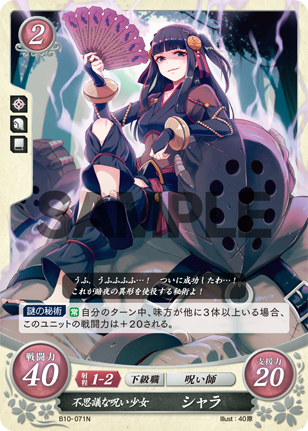 2
SAMPLE
うふ、うふふふふ…！ ついに成功したわ…！
これが暗夜の異形を使役する秘術よ！
謎の秘術 常 自分のターン中、味方が他に3体以上いる場合、
このユニットの戦闘力は＋20される。
戦闘力 40
射程 1-2 下級職 呪い師
支援力 20
不思議な呪い少女 シャラ
B10-071N
Illust：40原